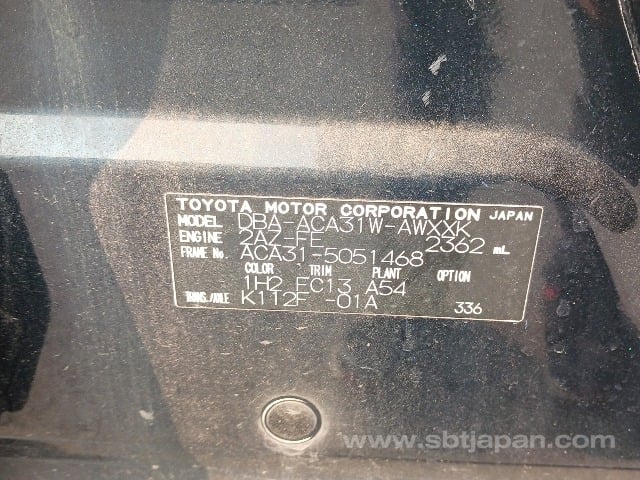 TOYOTA MOTOR CORPORATION JAPAN
MODEL DBA-ACA31W-AWXXK
ENGINE 2AZ-FE 2362 mL
FRAME No. ACA31-5051468
COLOR TRIM PLANT OPTION
1H2 FC13 A54
TRANS./AXLE K112F -01A 336
www.sbtjapan.com